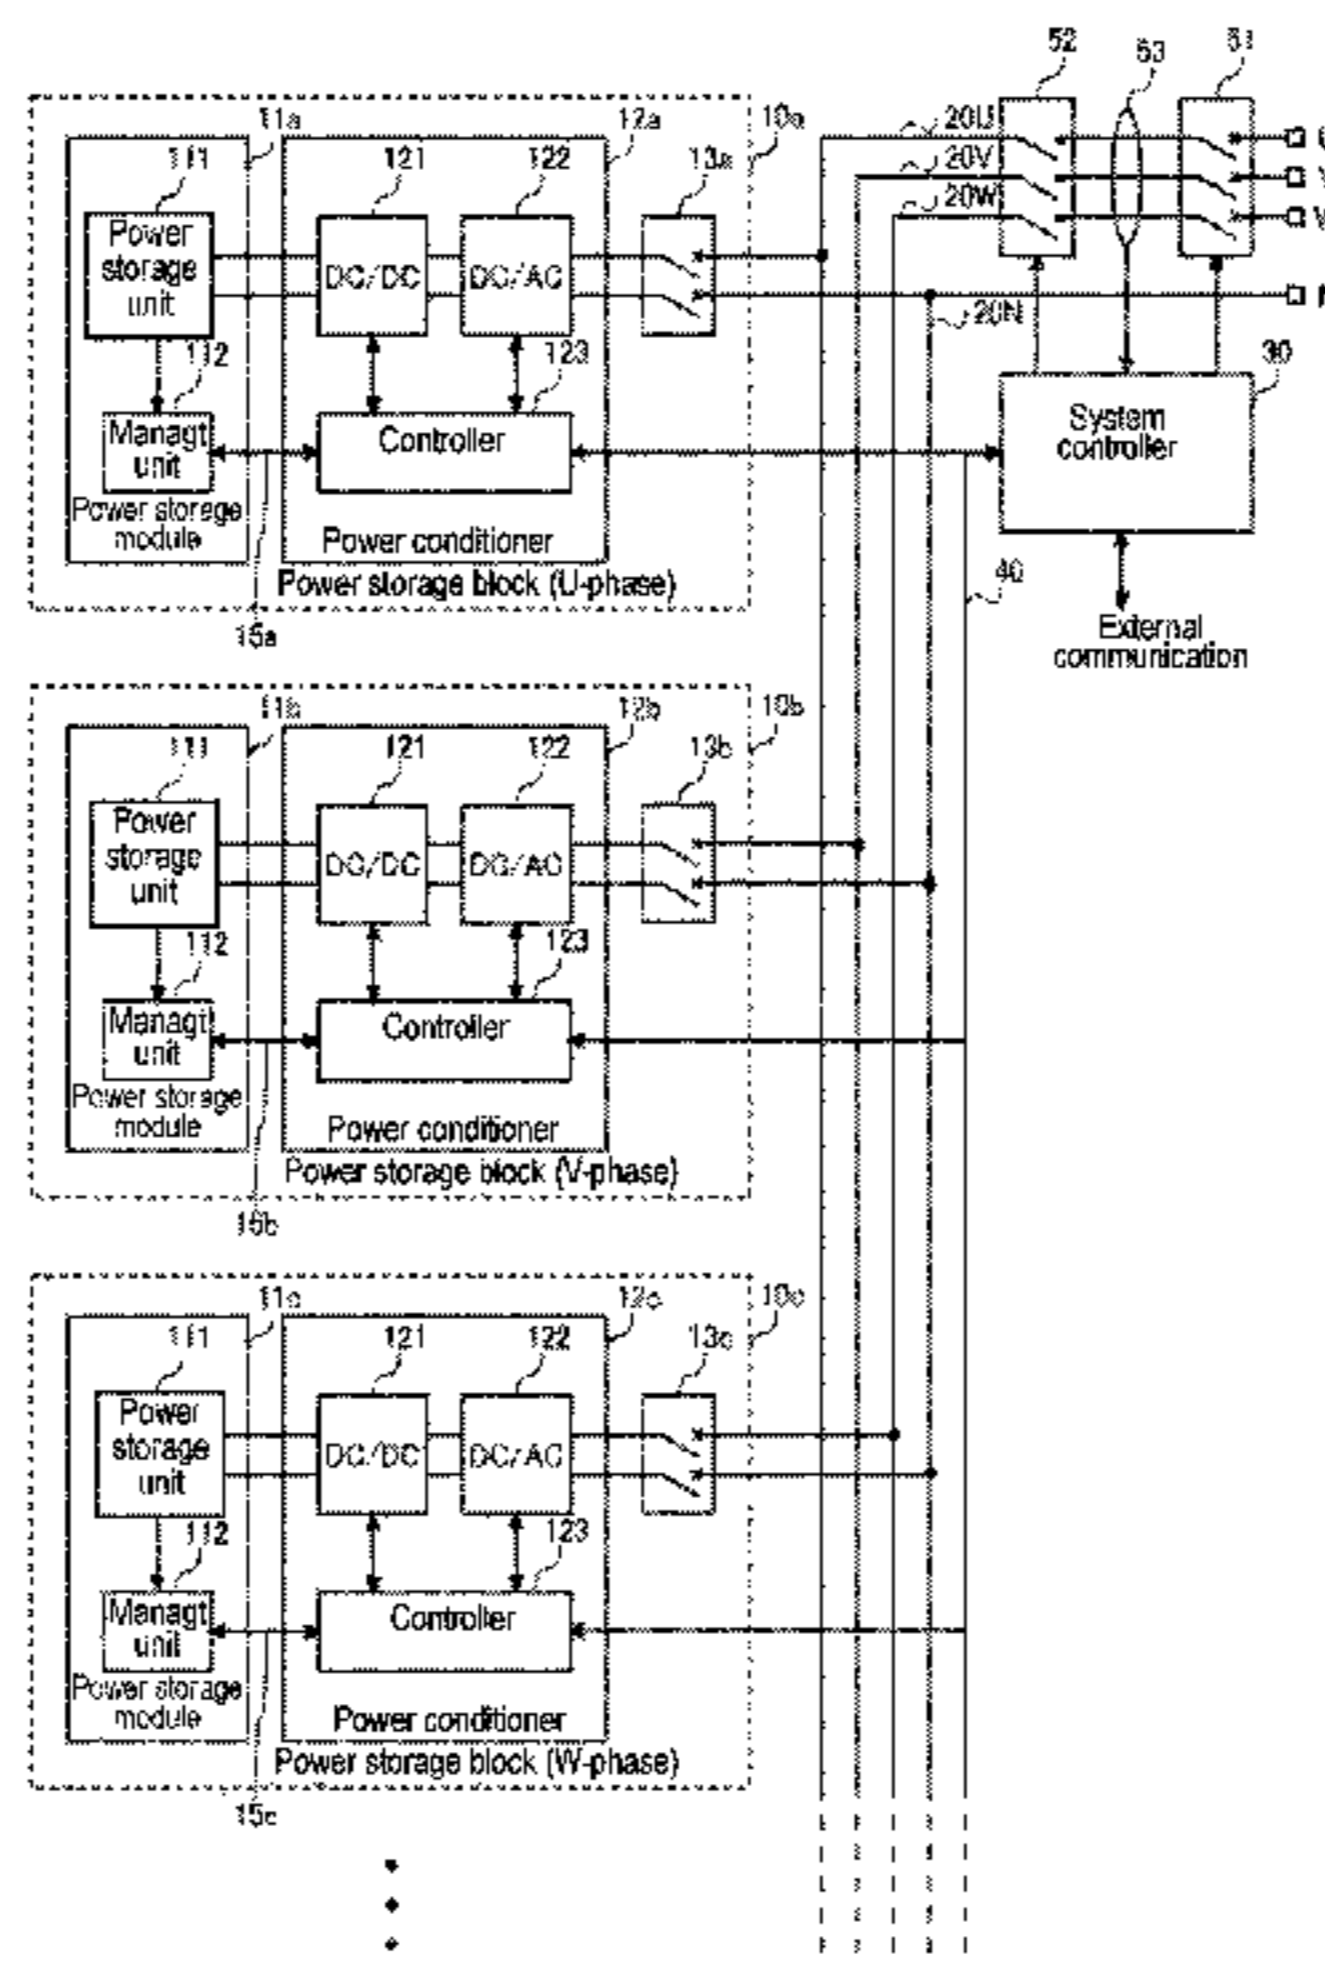 52
53
51
11a
12a
10a
20U
111
121
122
13a
20V
20W
Power
storage
unit
DC/DC
DC/AC
20N
112
123
30
Managt
unit
Controller
System
controller
Power storage
module
Power conditioner
Power storage block (U-phase)
40
15a
External
communication
11b
12b
10b
111
121
122
13b
Power
storage
unit
DC/DC
DC/AC
112
123
Managt
unit
Controller
Power storage
module
Power conditioner
Power storage block (V-phase)
15b
11c
12c
10c
111
121
122
13c
Power
storage
unit
DC/DC
DC/AC
112
123
Managt
unit
Controller
Power storage
module
Power conditioner
Power storage block (W-phase)
15c